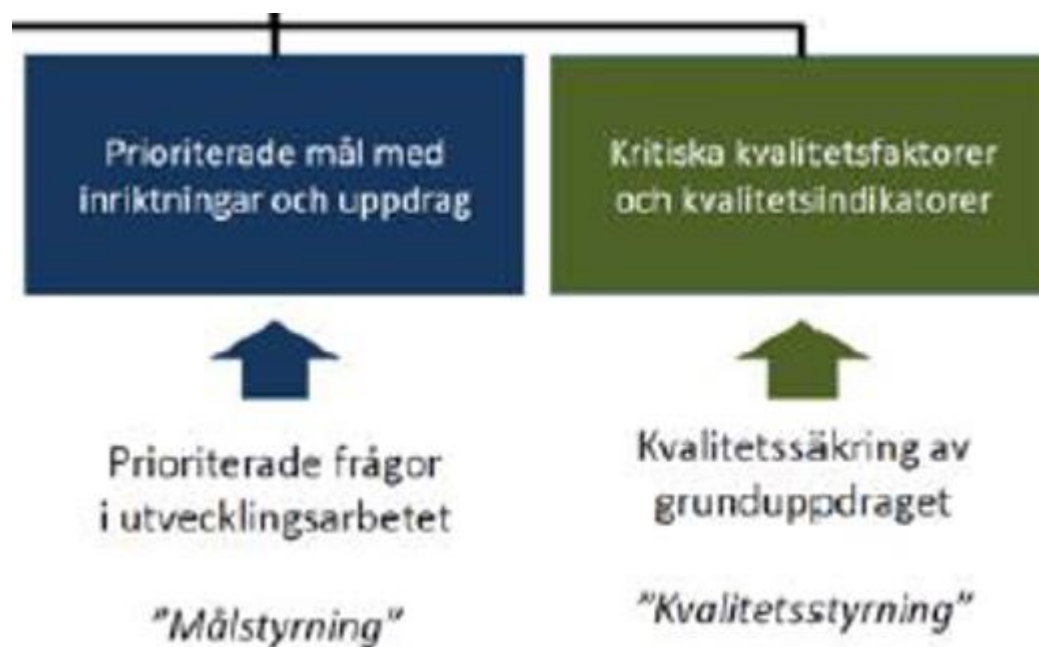 Prioriterade mål med
inriktningar och uppdrag
Kritiska kvalitetsfaktorer
och kvalitetsindikatorer
Prioriterade frågor
i utvecklingsarbetet
"Målstyrning"
Kvalitetssäkring av
grunduppdraget
"Kvalitetsstyrning"